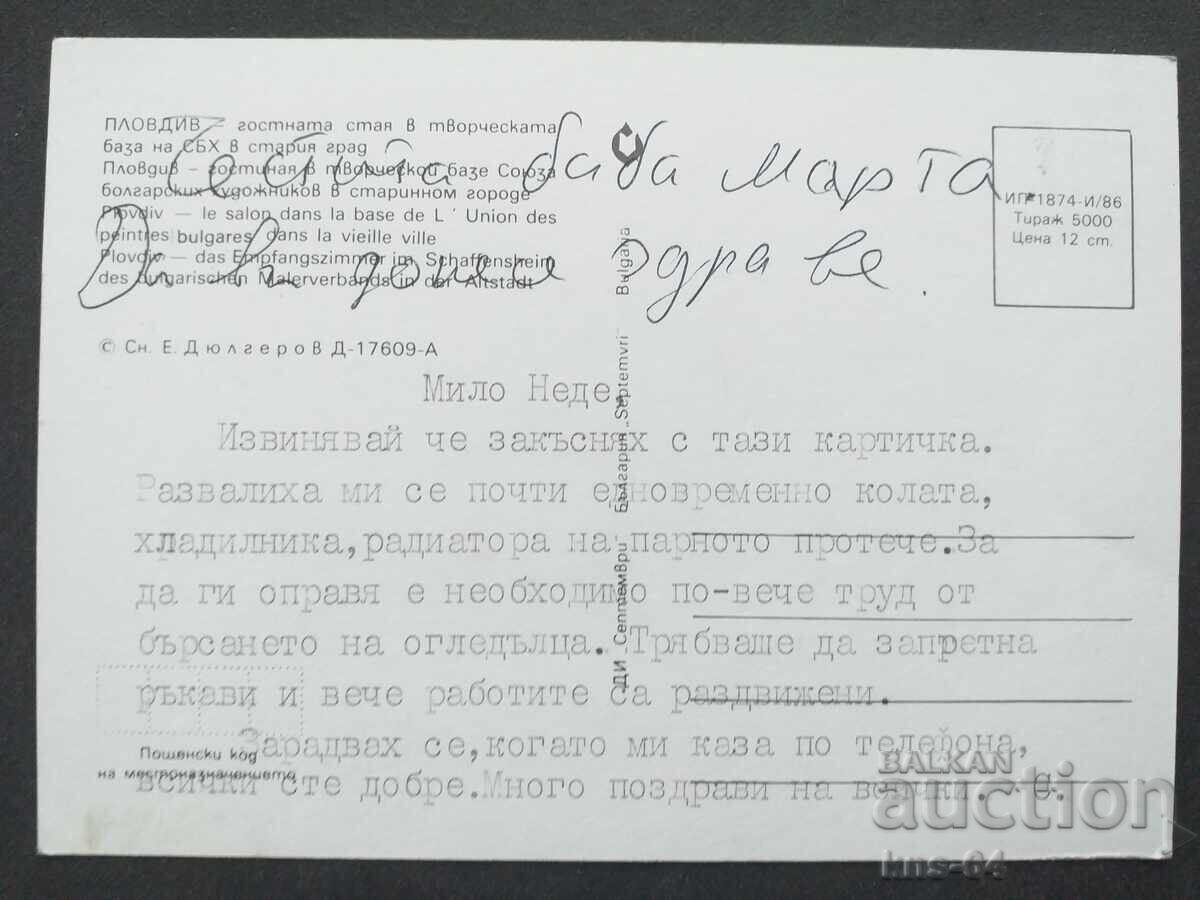 ПЛОВДИВ – гостната стая в творческата
база на СБХ в стария град
Пловдив – гостиная в творческой базе Союза
болгарских художников в старинном городе
Plovdiv — le salon dans la base de L ' Union des
peintres bulgares dans la vieille ville
Plovdiv — das Empfangszimmer im Schaffensheim
des bulgarischen Malerverbands in der Altstadt
Честита баба Марта
Да ви донесе здраве.
ИП 1874-И/86
Тираж 5000
Цена 12 ст.
© Сн. Е. Дюлгеров Д-17609-А
ДИ „Септември“ България „Septemvri“ Bulgaria
Мило Неде,
Извинявай че закъснях с тази картичка.
Развалиха ми се почти едновременно колата,
хладилника,радиатора на парното протече.За
да ги оправя е необходимо по-вече труд от
бърсането на огледълца. Трябваше да запретна
ръкави и вече работите са раздвижени.
Зарадвах се,когато ми каза по телефона,
всички сте добре.Много поздрави на всички.
Пощенски код
на местоназначението
BALKAN
auction
kns-64